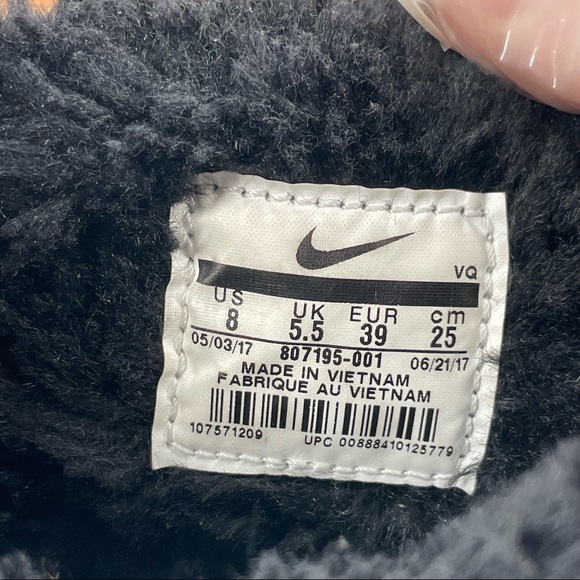 VQ
US UK EUR cm
8 5.5 39 25
05/03/17 807195-001 06/21/17
MADE IN VIETNAM
FABRIQUE AU VIETNAM
107571209 UPC 00888410125779